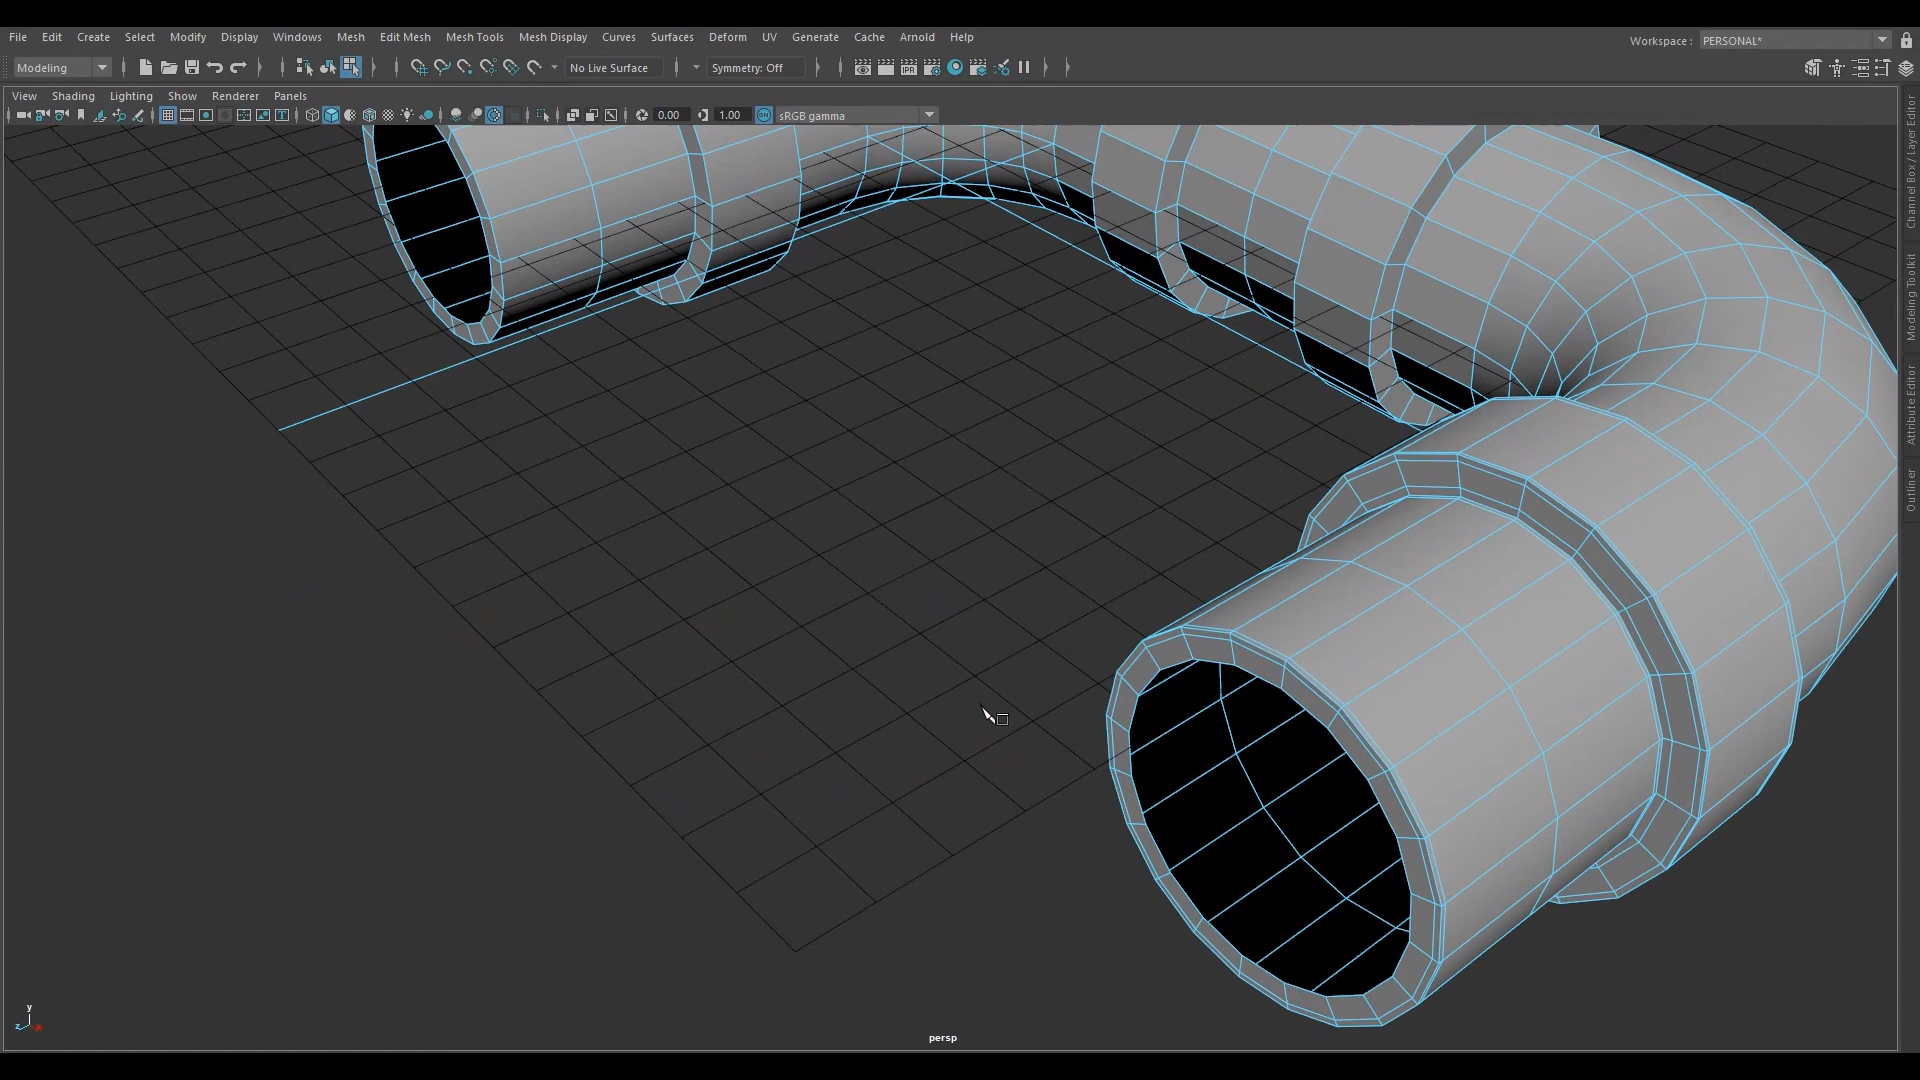 File Edit Create Select Modify Display Windows Mesh Edit Mesh Mesh Tools Mesh Display Curves Surfaces Deform UV Generate Cache Arnold Help
Workspace : PERSONAL*
Modeling No Live Surface Symmetry: Off
IPR
View Shading Lighting Show Renderer Panels
0.00 1.00 ON sRGB gamma
Channel Box / Layer Editor
Modeling Toolkit
Attribute Editor
Outliner
y
z x
persp